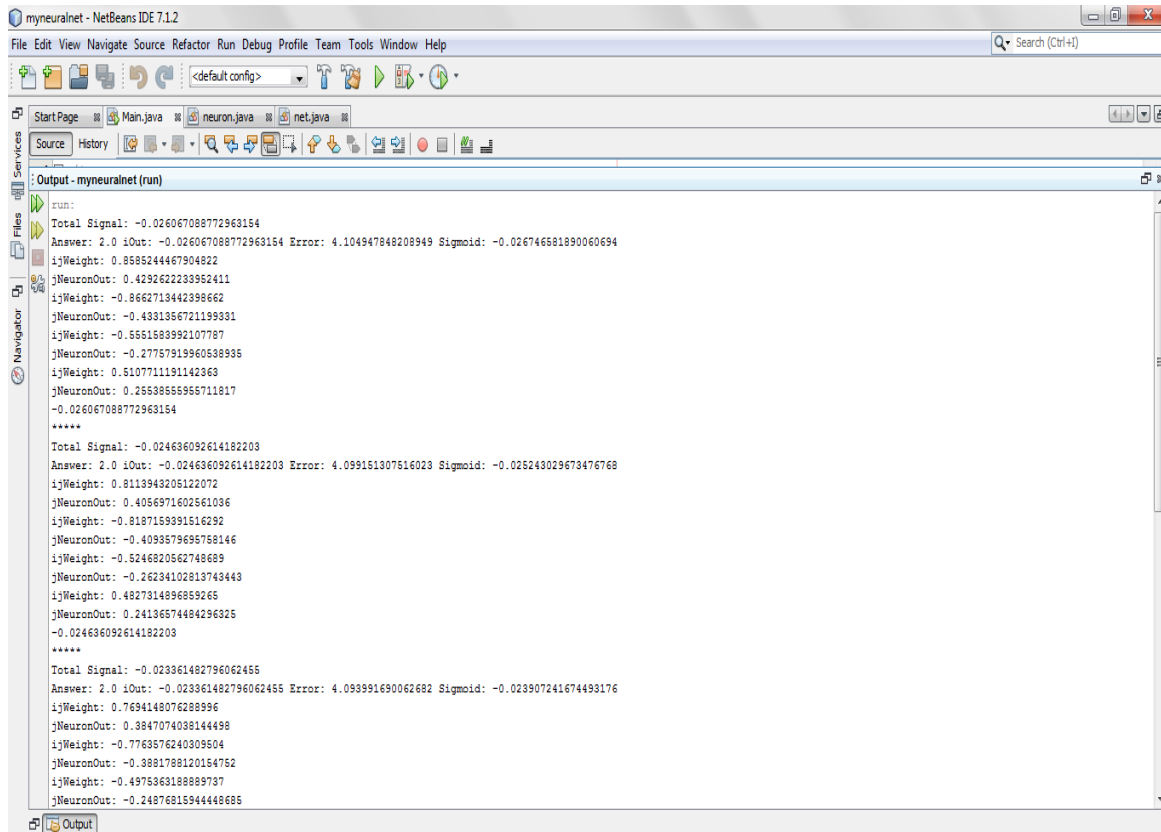 myneuralnet - NetBeans IDE 7.1.2
File Edit View Navigate Source Refactor Run Debug Profile Team Tools Window Help
Search (Ctrl+I)
<default config>
Start Page Main.java neuron.java net.java
Source History
Services
Files
Navigator
Output - myneuralnet (run)
run:
Total Signal: -0.026067088772963154
Answer: 2.0 iOut: -0.026067088772963154 Error: 4.104947848208949 Sigmoid: -0.026746581890060694
ijWeight: 0.8585244467904822
jNeuronOut: 0.4292622233952411
ijWeight: -0.8662713442398662
jNeuronOut: -0.4331356721199331
ijWeight: -0.5551583992107787
jNeuronOut: -0.27757919960538935
ijWeight: 0.5107711191142363
jNeuronOut: 0.25538555955711817
-0.026067088772963154
*****
Total Signal: -0.024636092614182203
Answer: 2.0 iOut: -0.024636092614182203 Error: 4.099151307516023 Sigmoid: -0.025243029673476768
ijWeight: 0.8113943205122072
jNeuronOut: 0.4056971602561036
ijWeight: -0.8187159391516292
jNeuronOut: -0.4093579695758146
ijWeight: -0.5246820562748689
jNeuronOut: -0.26234102813743443
ijWeight: 0.4827314896859265
jNeuronOut: 0.24136574484296325
-0.024636092614182203
*****
Total Signal: -0.023361482796062455
Answer: 2.0 iOut: -0.023361482796062455 Error: 4.093991690062682 Sigmoid: -0.023907241674493176
ijWeight: 0.7694148076288996
jNeuronOut: 0.3847074038144498
ijWeight: -0.7763576240309504
jNeuronOut: -0.3881788120154752
ijWeight: -0.4975363188889737
jNeuronOut: -0.24876815944448685
Output